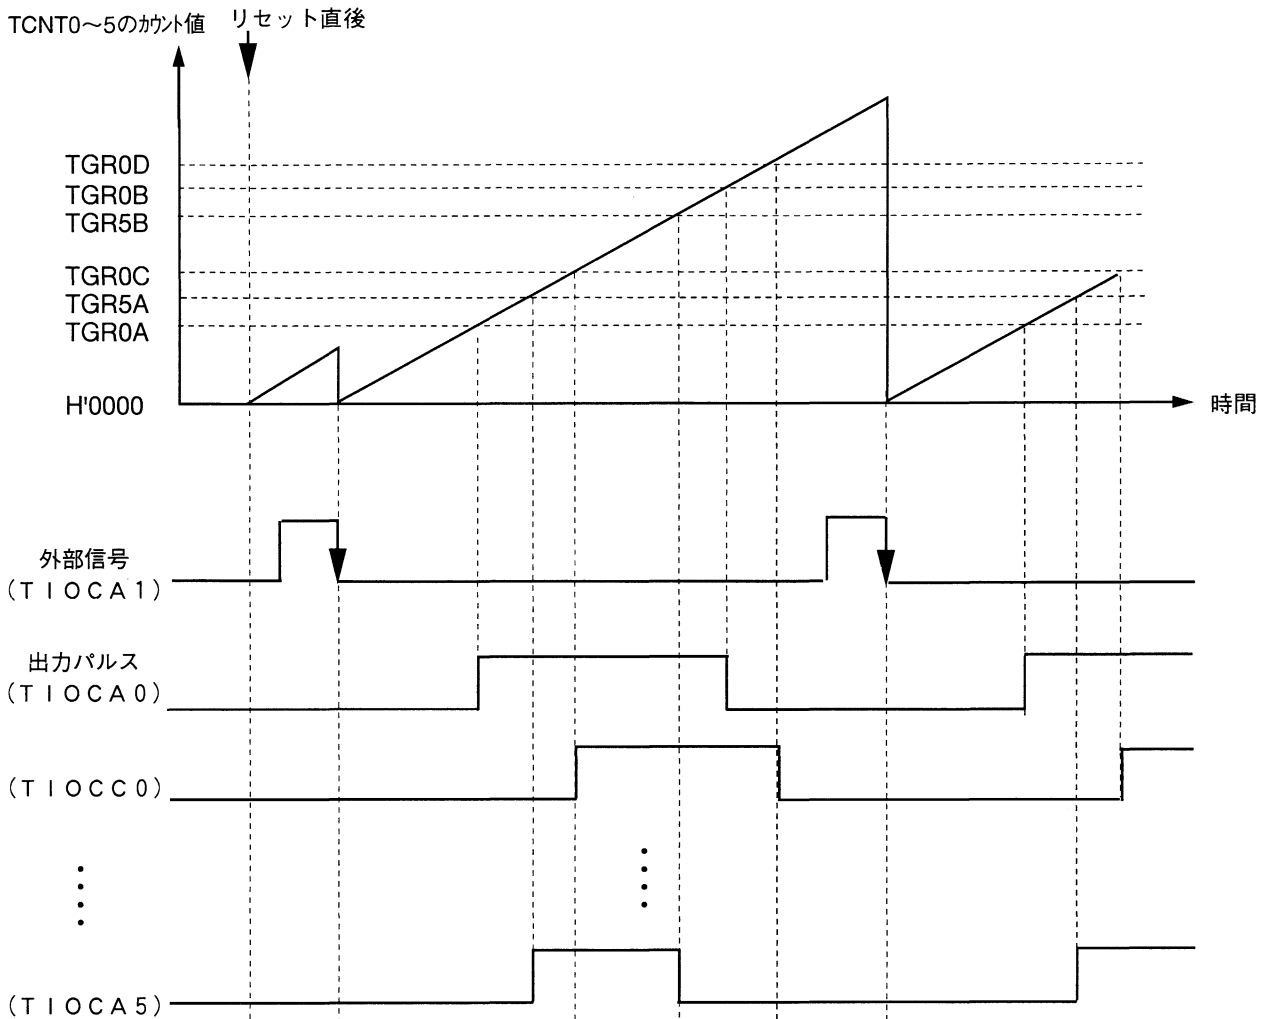 TCNT0～5のｶｳﾝﾄ値
リセット直後
TGR0D
TGR0B
TGR5B
TGR0C
TGR5A
TGR0A
H'0000
時間
外部信号
(TIOCA1)
出力パルス
(TIOCA0)
(TIOCC0)
(TIOCA5)